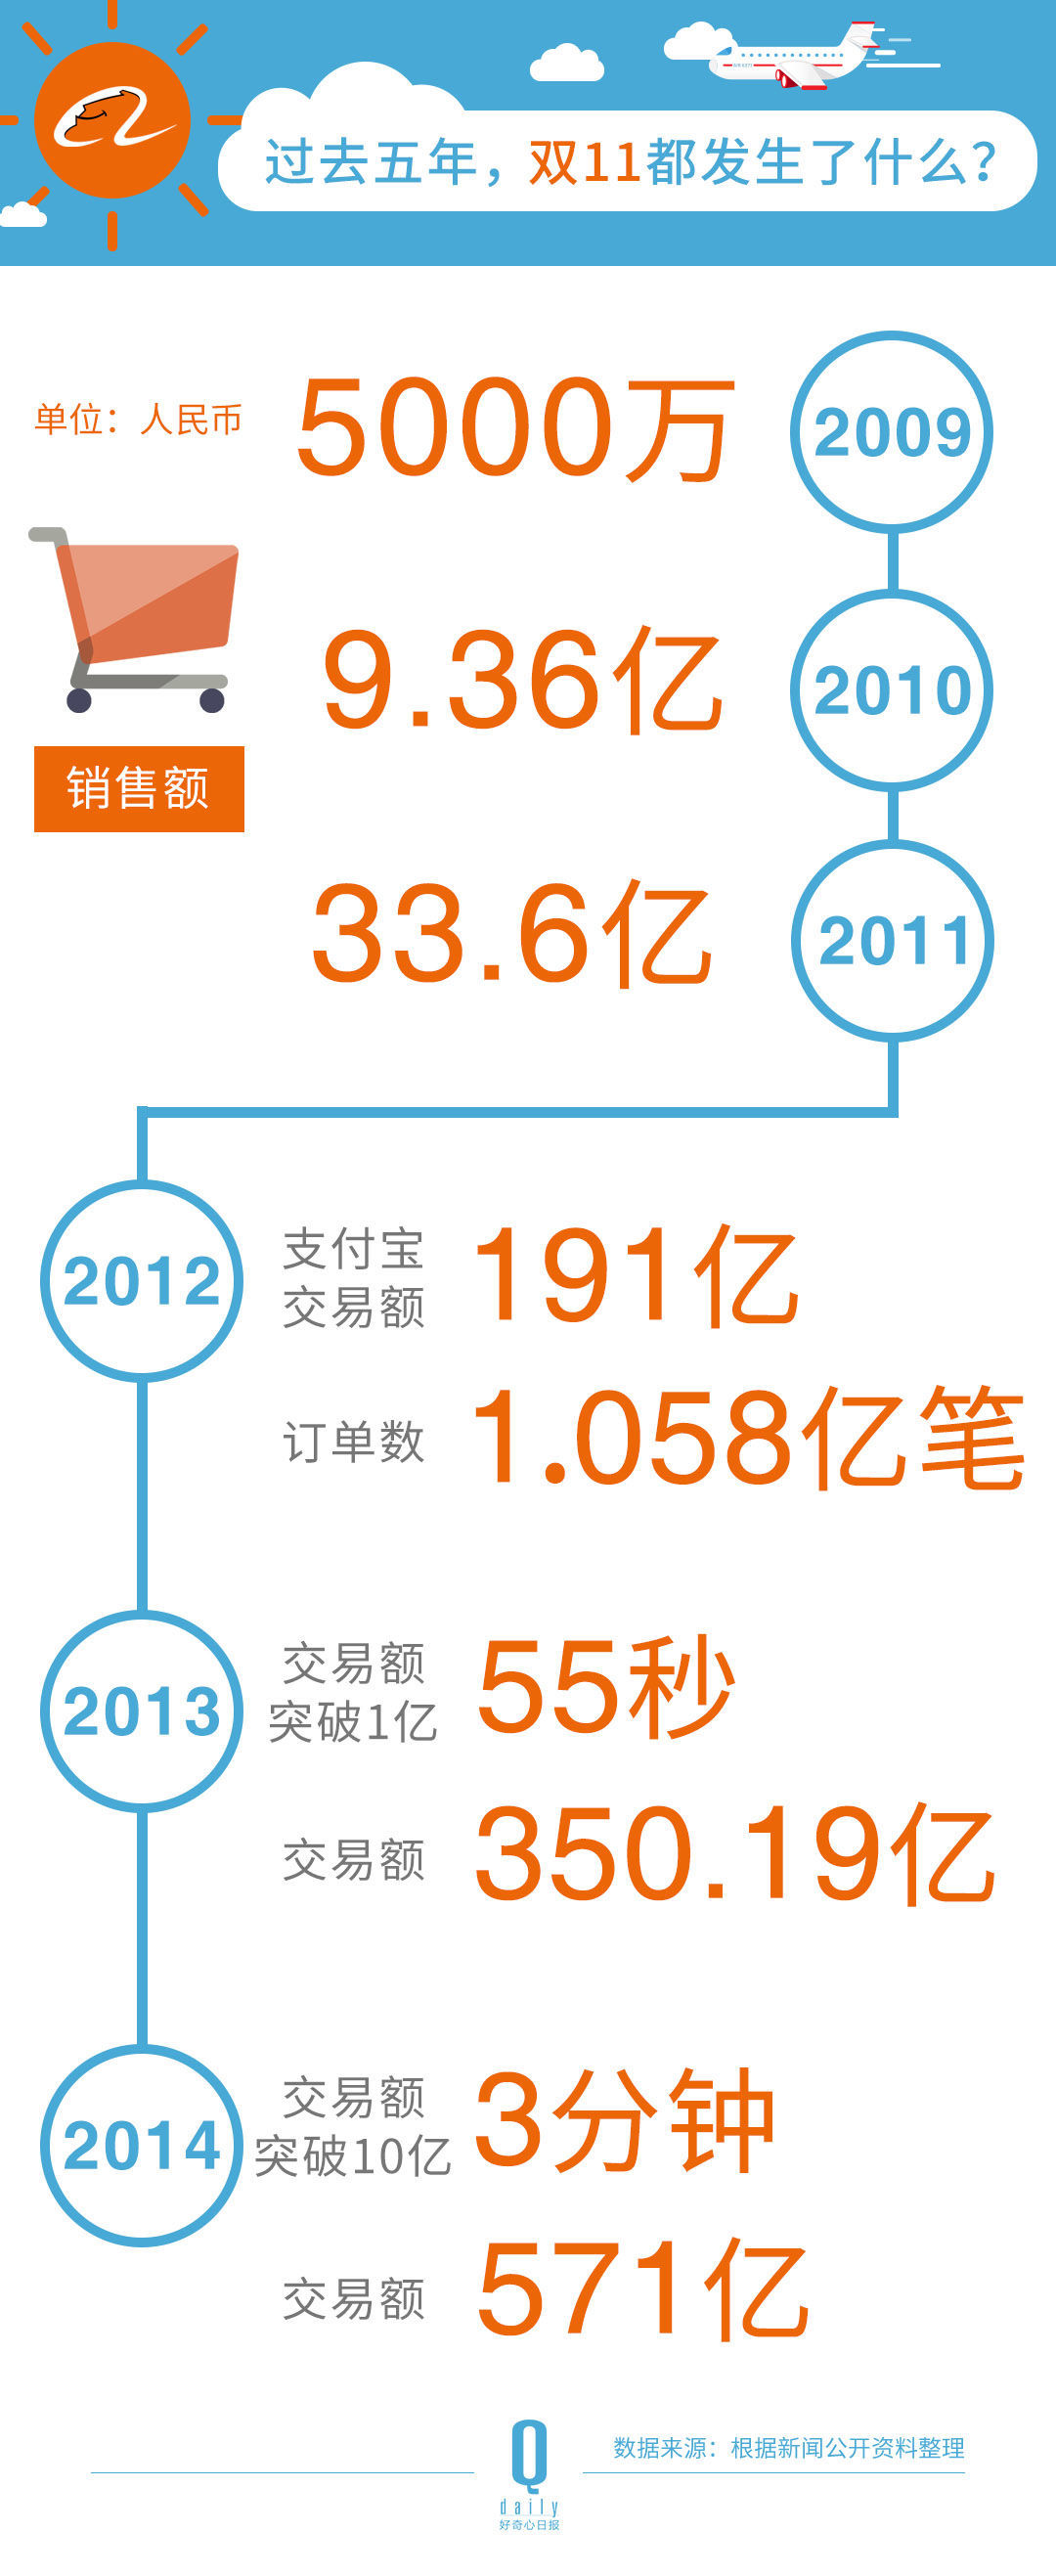 过去五年，双11都发生了什么?
单位：人民币
5000万
2009
9.36亿
2010
销售额
33.6亿
2011
2012
支付宝
交易额
191亿
订单数
1.058亿笔
2013
交易额
突破1亿
55秒
交易额
350.19亿
2014
交易额
突破10亿
3分钟
交易额
571亿
数据来源：根据新闻公开资料整理
Q
daily
好奇心日报